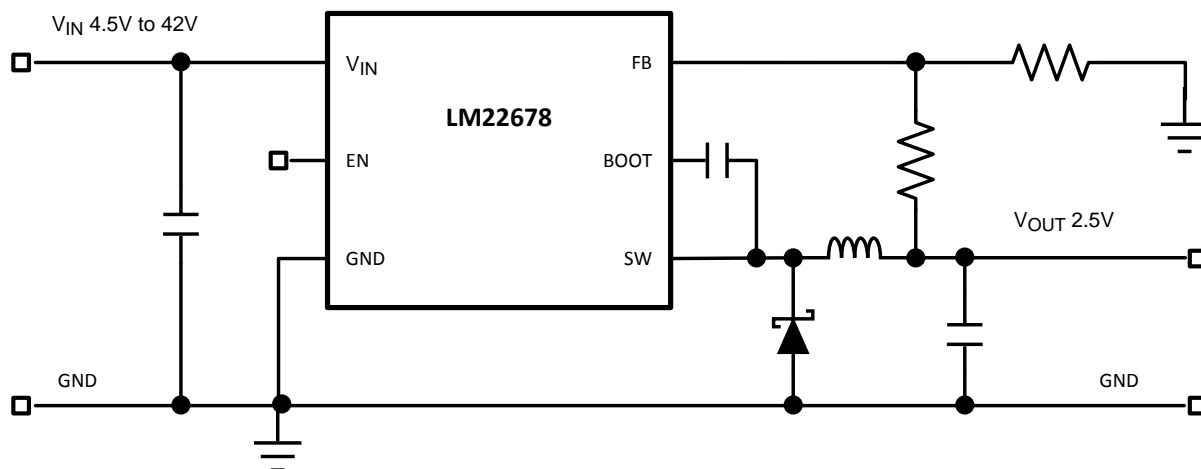 VIN 4.5V to 42V
VIN
FB
LM22678
EN
BOOT
VOUT 2.5V
GND
SW
GND
GND